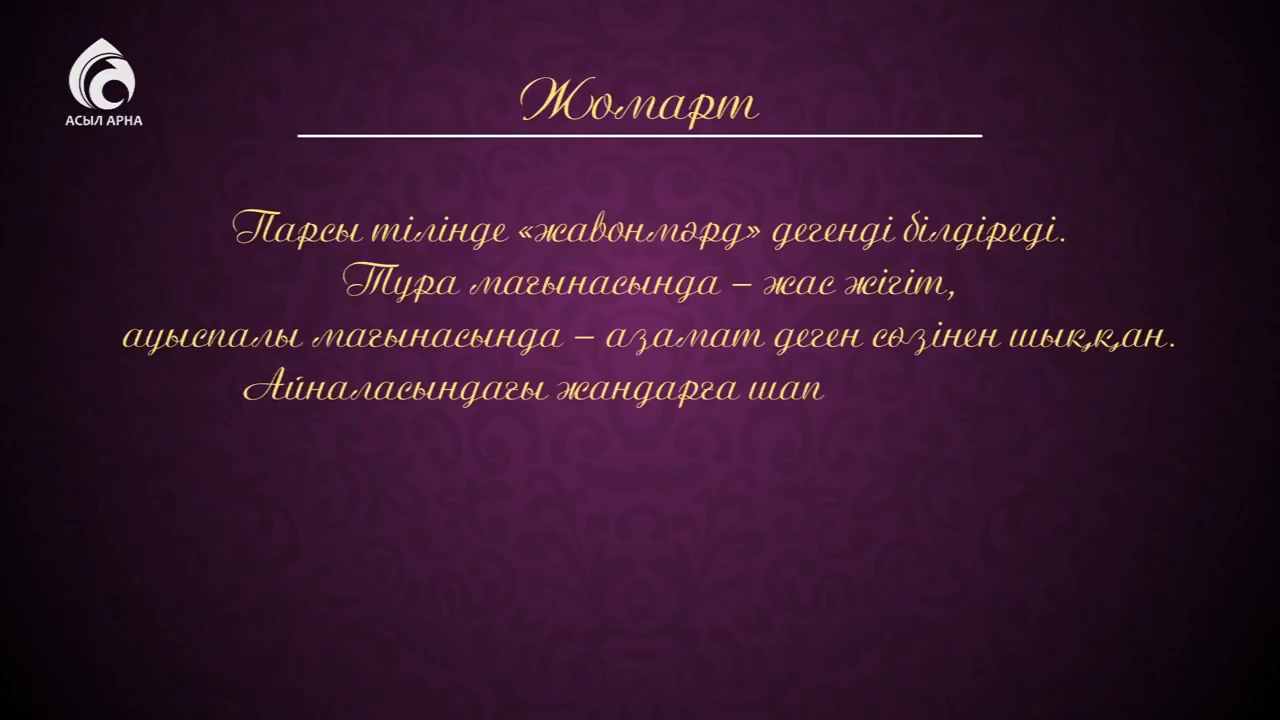 АСЫЛ АРНА
Жомарт
Парсы тілінде «жавонмәрд» дегенді білдіреді.
Тура мағынасында – жас жігіт,
ауыспалы мағынасында – азамат деген сөзінен шыққан.
Айналасындағы жандарға шап